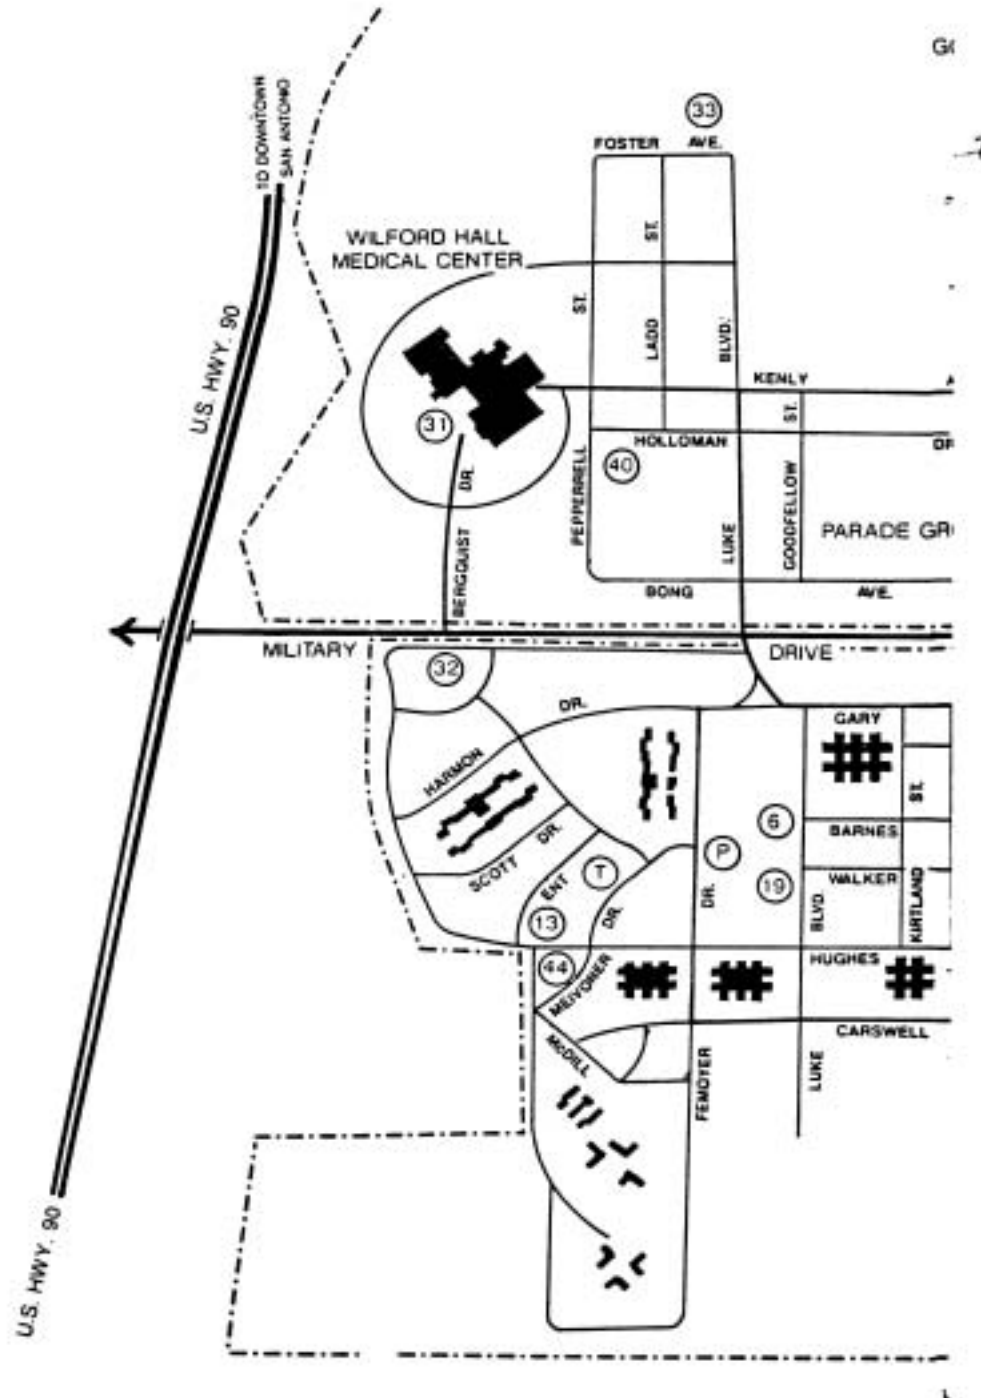 TO DOWNTOWN
SAN ANTONIO
33
FOSTER AVE.
WILFORD HALL
MEDICAL CENTER
ST.
ST.
LADD
BLVD.
U.S. HWY. 90
KENLY
ST.
31
HOLLOMAN
40
DR.
PEPPERRELL
LUKE
GOODFELLOW
PARADE
BERGQUIST
BONG AVE.
MILITARY DRIVE
32
DR.
GARY
HARMON
ST.
6
BARNES
P
SCOTT DR.
ENT
T
19
WALKER
DR.
DR.
BLVD.
KIRTLAND
13
44
MEIVORER
HUGHES
CARSWELL
McDILL
FEMOYER
LUKE
U.S. HWY. 90